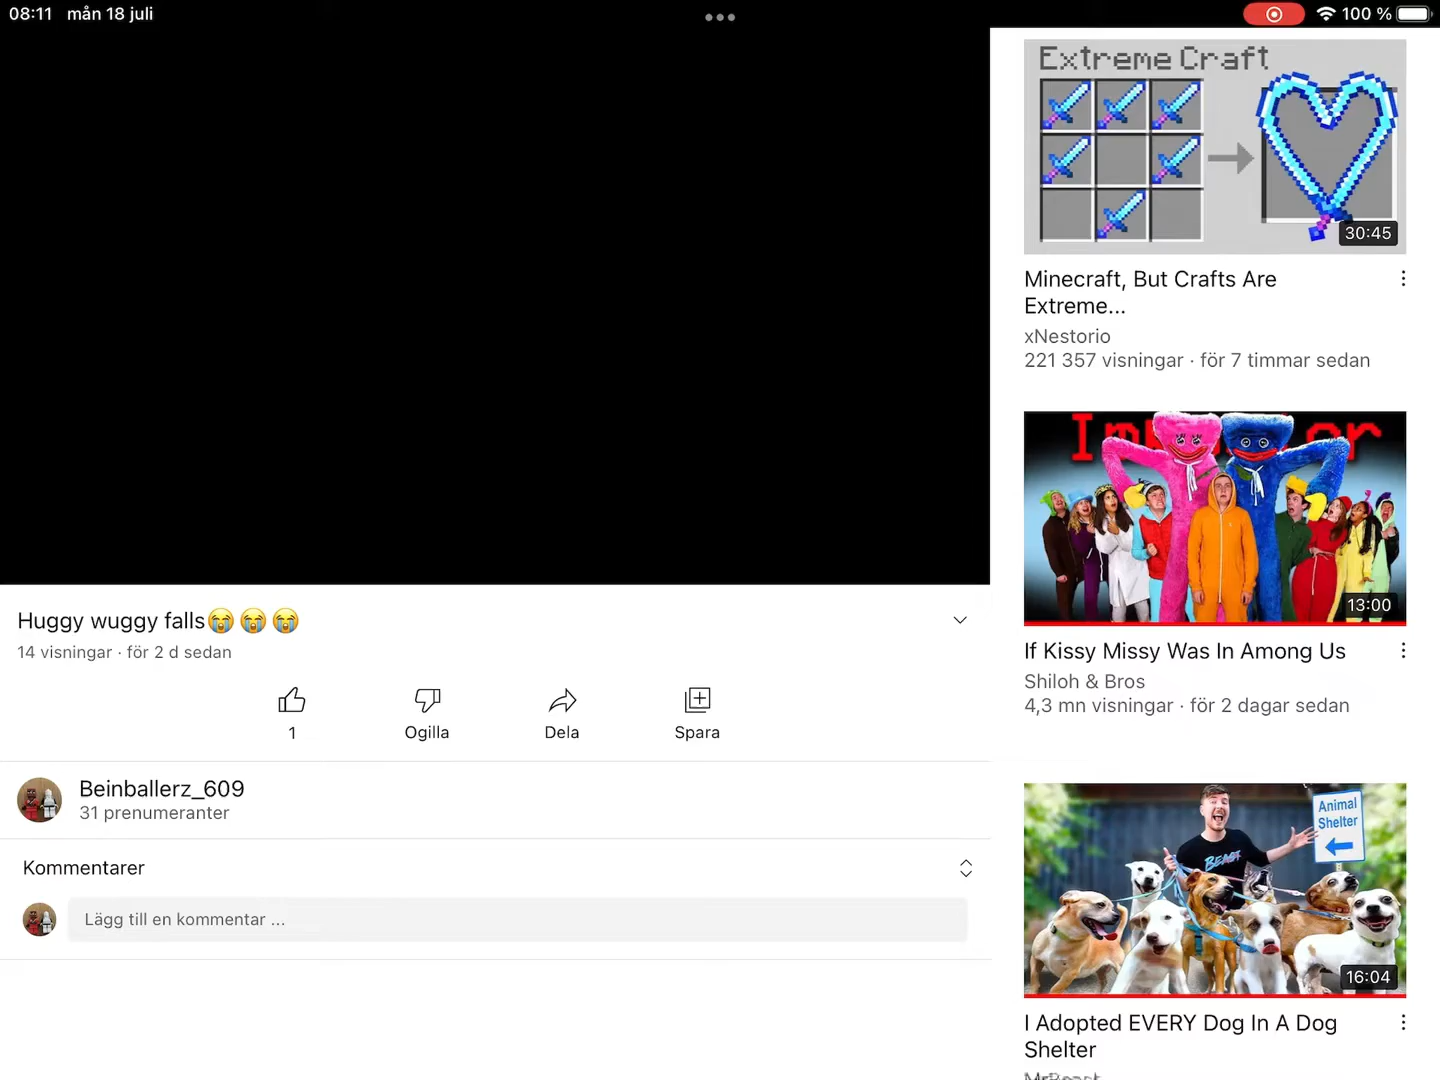 08:11 mån 18 juli
100 %
Huggy wuggy falls😭😭😭
14 visningar · för 2 d sedan
1
Ogilla
Dela
Spara
Beinballerz_609
31 prenumeranter
Kommentarer
Lägg till en kommentar ...
Extreme Craft
30:45
Minecraft, But Crafts Are
Extreme...
xNestorio
221 357 visningar · för 7 timmar sedan
13:00
If Kissy Missy Was In Among Us
Shiloh & Bros
4,3 mn visningar · för 2 dagar sedan
Animal
Shelter
BEAST
16:04
I Adopted EVERY Dog In A Dog
Shelter